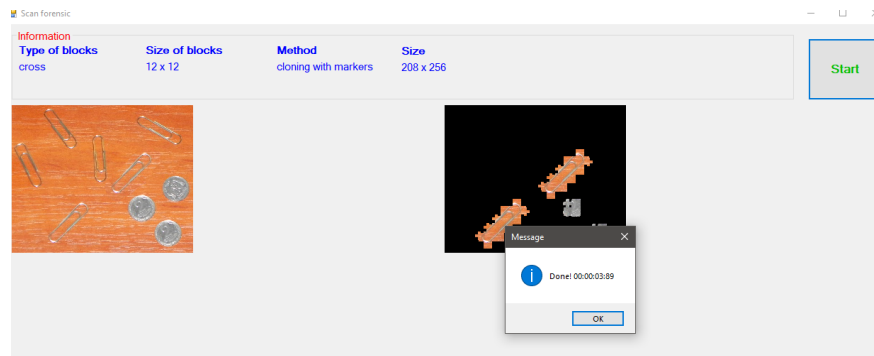 Scan forensic
Information
Type of blocks Size of blocks Method Size
cross 12 x 12 cloning with markers 208 x 256
Start
Message
Done! 00:00:03:89
OK